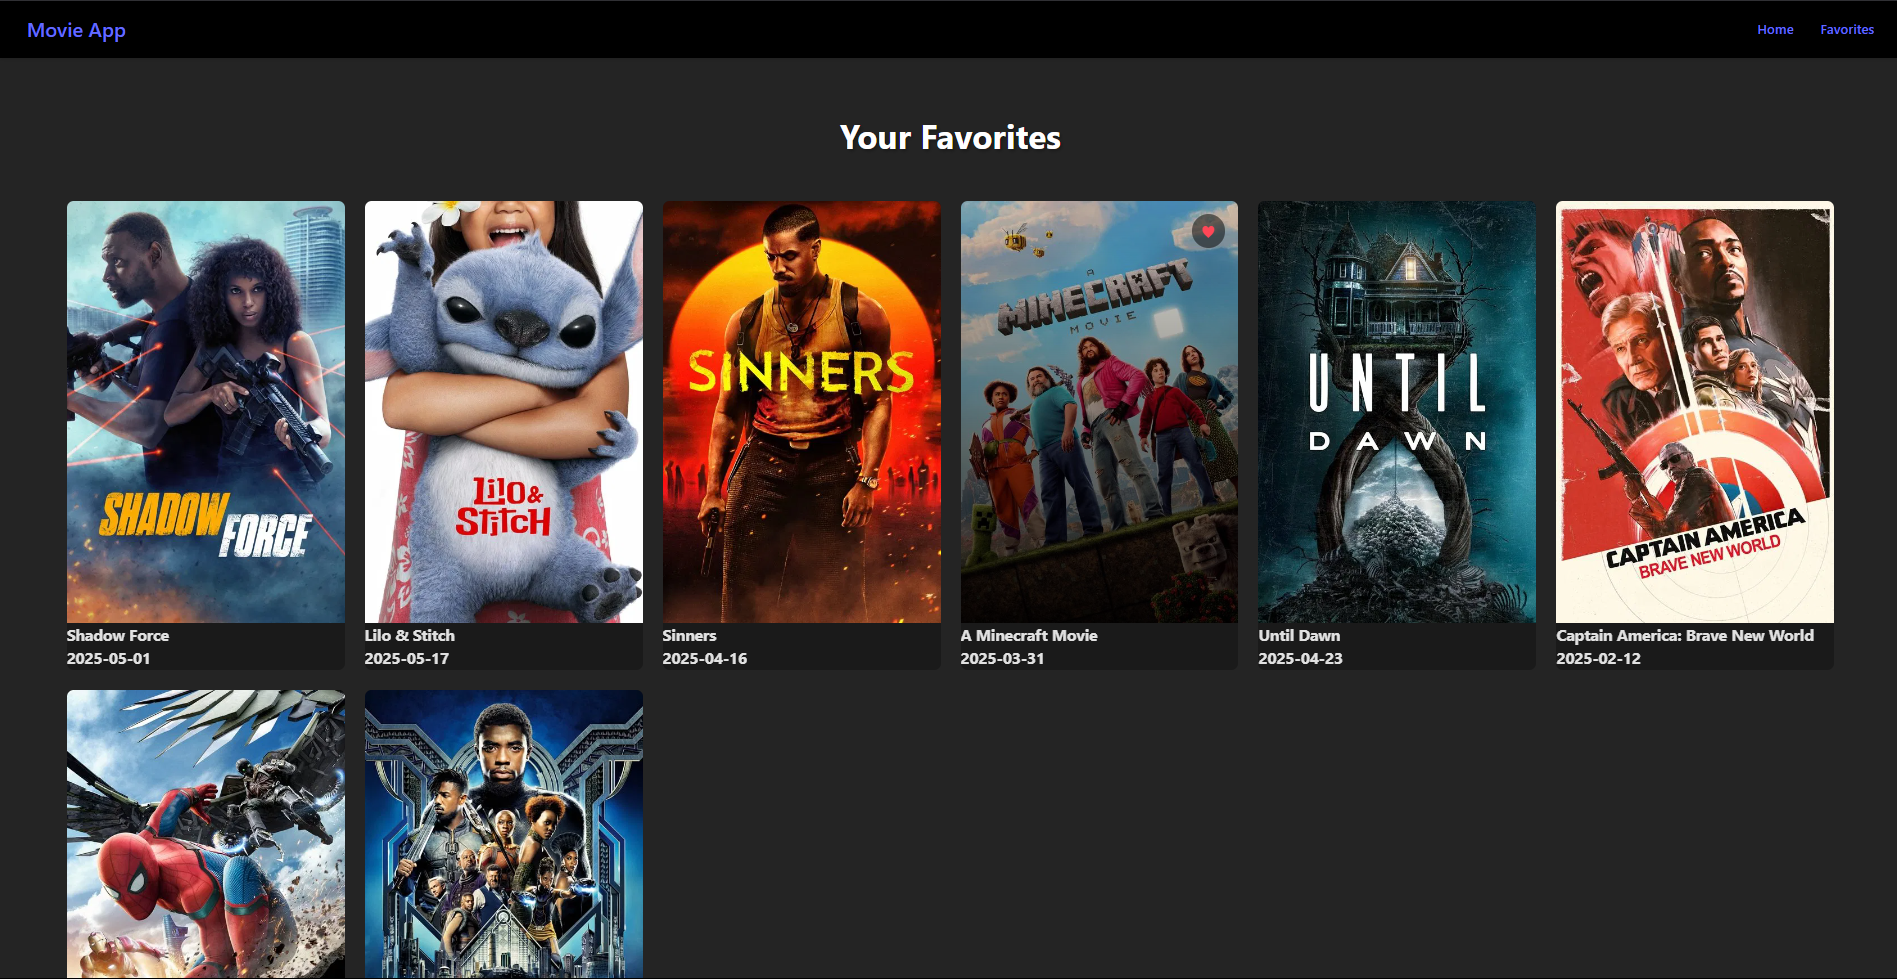 Movie App
Home Favorites
Your Favorites
SHADOW
FORCE
Lilo &
Stitch
SINNERS
A
MINECRAFT
MOVIE
UNTIL
DAWN
CAPTAIN AMERICA
BRAVE NEW WORLD
Shadow Force
2025-05-01
Lilo & Stitch
2025-05-17
Sinners
2025-04-16
A Minecraft Movie
2025-03-31
Until Dawn
2025-04-23
Captain America: Brave New World
2025-02-12